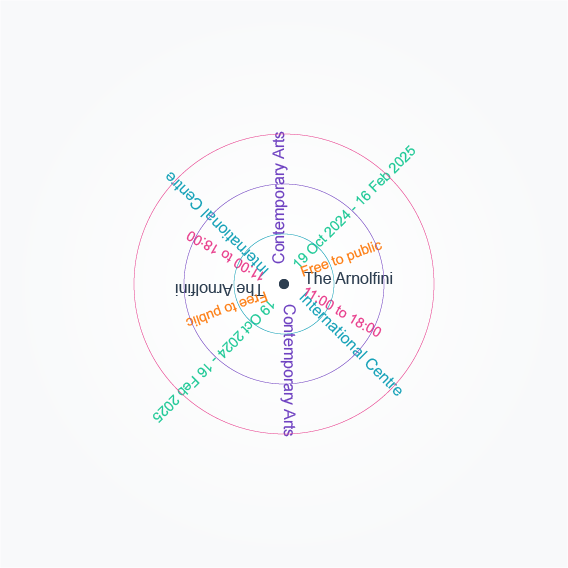 The Arnolfini
11:00 to 18:00
International Centre
Contemporary Arts
19 Oct 2024 - 16 Feb 2025
Free to public
The Arnolfini
11:00 to 18:00
International Centre
Contemporary Arts
19 Oct 2024 - 16 Feb 2025
Free to public